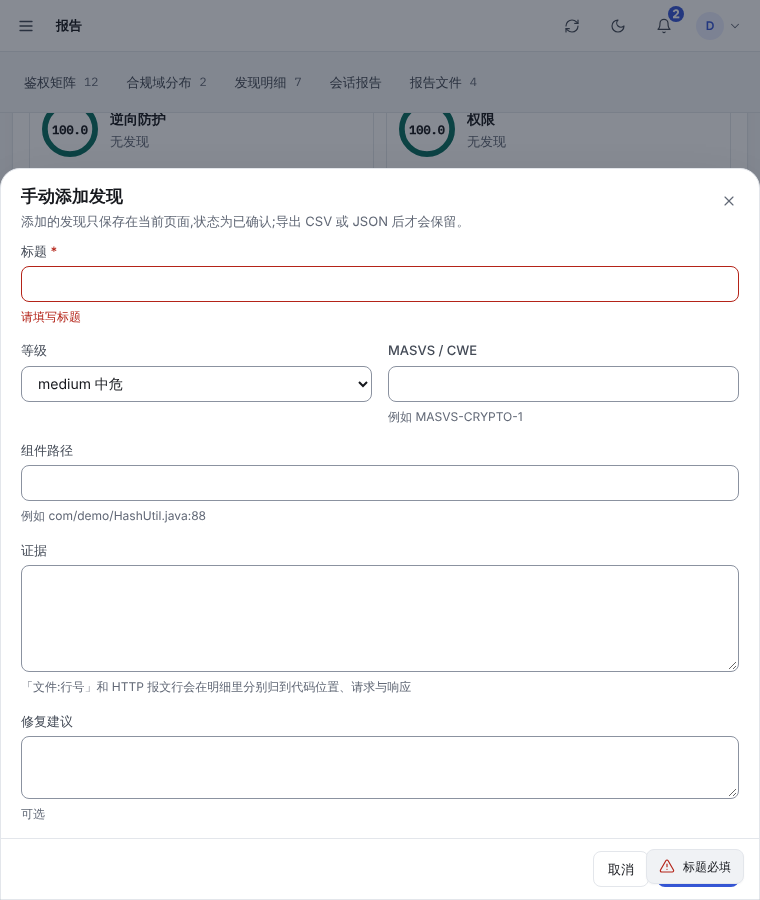 报告
2
D
鉴权矩阵 12 合规域分布 2 发现明细 7 会话报告 报告文件 4
100.0 逆向防护
无发现
100.0 权限
无发现
手动添加发现
添加的发现只保存在当前页面,状态为已确认;导出 CSV 或 JSON 后才会保留。
标题 *
请填写标题
等级
medium 中危
MASVS / CWE
例如 MASVS-CRYPTO-1
组件路径
例如 com/demo/HashUtil.java:88
证据
「文件:行号」和 HTTP 报文行会在明细里分别归到代码位置、请求与响应
修复建议
可选
取消
标题必填